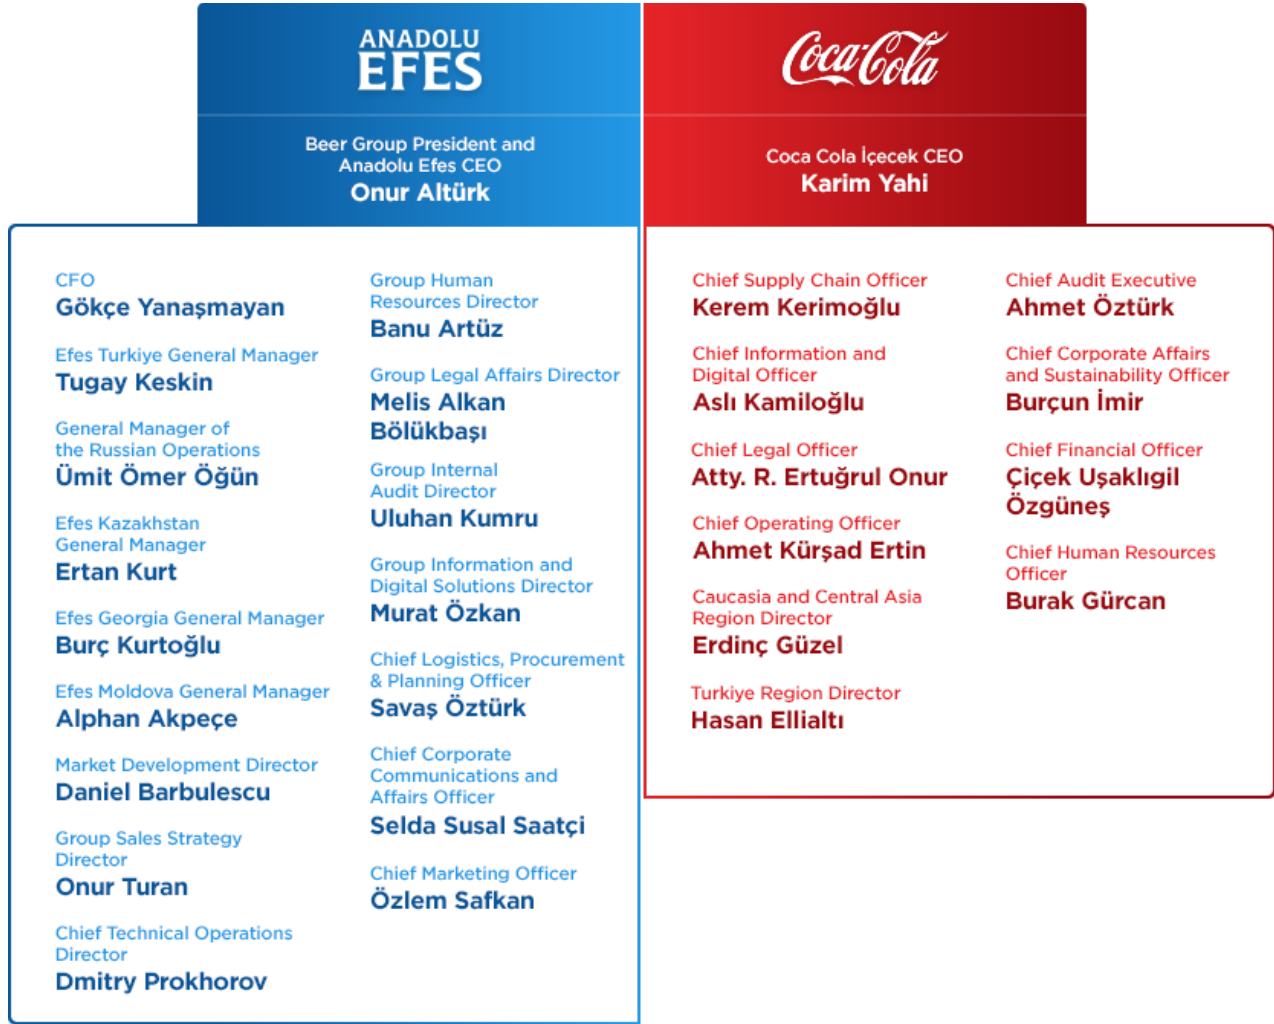 ANADOLU
EFES
Beer Group President and
Anadolu Efes CEO
Onur Altürk
CFO
Gökçe Yanaşmayan
Efes Turkiye General Manager
Tugay Keskin
General Manager of
the Russian Operations
Ümit Ömer Öğün
Efes Kazakhstan
General Manager
Ertan Kurt
Efes Georgia General Manager
Burç Kurtoğlu
Efes Moldova General Manager
Alphan Akpeçe
Market Development Director
Daniel Barbulescu
Group Sales Strategy
Director
Onur Turan
Chief Technical Operations
Director
Dmitry Prokhorov
Group Human
Resources Director
Banu Artüz
Group Legal Affairs Director
Melis Alkan
Bölükbaşı
Group Internal
Audit Director
Uluhan Kumru
Group Information and
Digital Solutions Director
Murat Özkan
Chief Logistics, Procurement
& Planning Officer
Savaş Öztürk
Chief Corporate
Communications and
Affairs Officer
Selda Susal Saatçi
Chief Marketing Officer
Özlem Safkan
Coca-Cola
Coca Cola İçecek CEO
Karim Yahi
Chief Supply Chain Officer
Kerem Kerimoğlu
Chief Information and
Digital Officer
Aslı Kamiloğlu
Chief Legal Officer
Atty. R. Ertuğrul Onur
Chief Operating Officer
Ahmet Kürşad Ertin
Caucasia and Central Asia
Region Director
Erdinç Güzel
Turkiye Region Director
Hasan Ellialtı
Chief Audit Executive
Ahmet Öztürk
Chief Corporate Affairs
and Sustainability Officer
Burçun İmir
Chief Financial Officer
Çiçek Uşaklıgil
Özgüneş
Chief Human Resources
Officer
Burak Gürcan